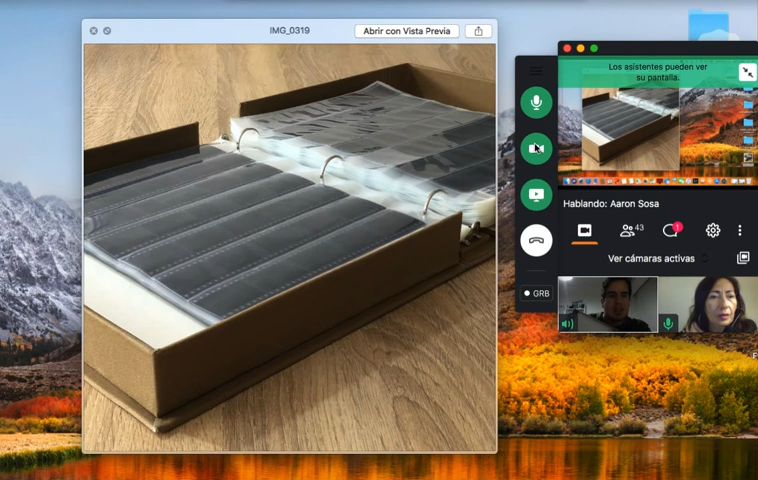 IMG_0319
Abrir con Vista Previa
Los asistentes pueden ver
su pantalla.
Hablando: Aaron Sosa
43
1
Ver cámaras activas
GRB